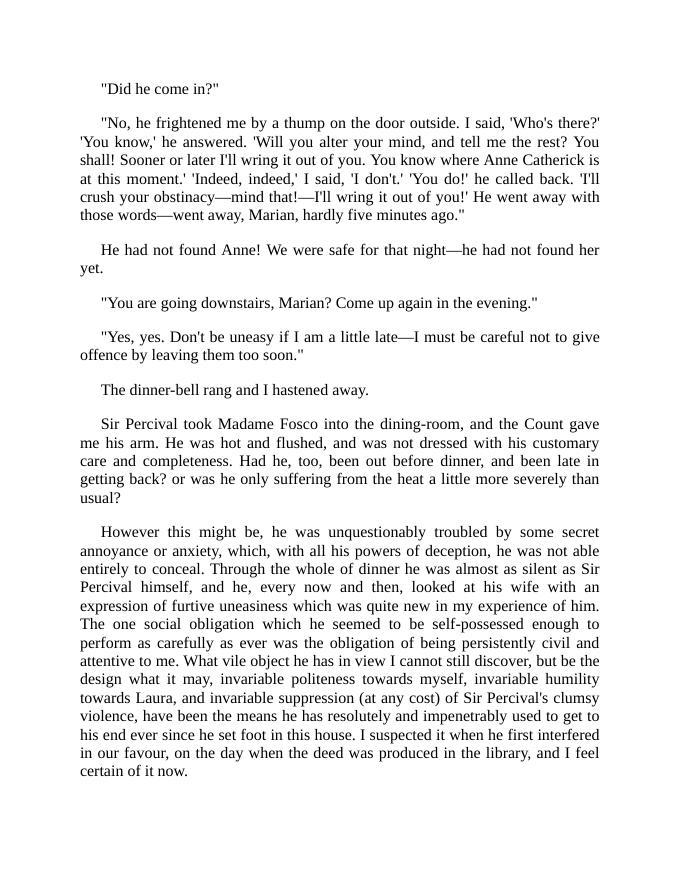 "Did he come in?"
"No, he frightened me by a thump on the door outside. I said, 'Who's there?'
'You know,' he answered. 'Will you alter your mind, and tell me the rest? You
shall! Sooner or later I'll wring it out of you. You know where Anne Catherick is
at this moment.' 'Indeed, indeed,' I said, 'I don't.' 'You do!' he called back. 'I'll
crush your obstinacy—mind that!—I'll wring it out of you!' He went away with
those words—went away, Marian, hardly five minutes ago."
He had not found Anne! We were safe for that night—he had not found her
yet.
"You are going downstairs, Marian? Come up again in the evening."
"Yes, yes. Don't be uneasy if I am a little late—I must be careful not to give
offence by leaving them too soon."
The dinner-bell rang and I hastened away.
Sir Percival took Madame Fosco into the dining-room, and the Count gave
me his arm. He was hot and flushed, and was not dressed with his customary
care and completeness. Had he, too, been out before dinner, and been late in
getting back? or was he only suffering from the heat a little more severely than
usual?
However this might be, he was unquestionably troubled by some secret
annoyance or anxiety, which, with all his powers of deception, he was not able
entirely to conceal. Through the whole of dinner he was almost as silent as Sir
Percival himself, and he, every now and then, looked at his wife with an
expression of furtive uneasiness which was quite new in my experience of him.
The one social obligation which he seemed to be self-possessed enough to
perform as carefully as ever was the obligation of being persistently civil and
attentive to me. What vile object he has in view I cannot still discover, but be the
design what it may, invariable politeness towards myself, invariable humility
towards Laura, and invariable suppression (at any cost) of Sir Percival's clumsy
violence, have been the means he has resolutely and impenetrably used to get to
his end ever since he set foot in this house. I suspected it when he first interfered
in our favour, on the day when the deed was produced in the library, and I feel
certain of it now.